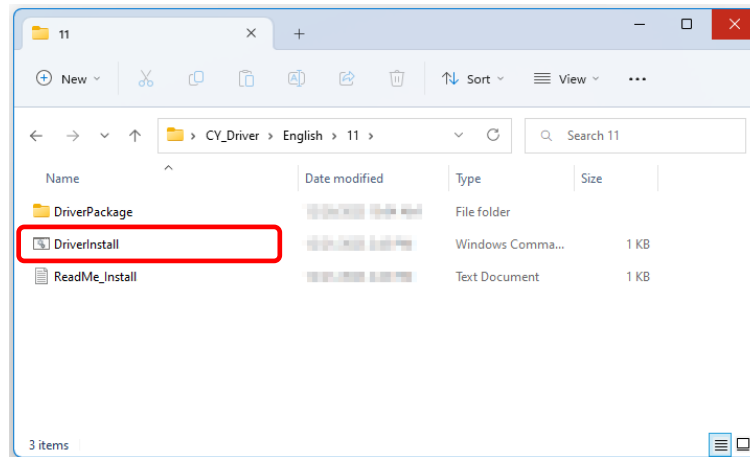 11
New
Sort
View
CY_Driver > English > 11 >
Search 11
Name Date modified Type Size
DriverPackage File folder
DriverInstall Windows Comma... 1 KB
ReadMe_Install Text Document 1 KB
3 items